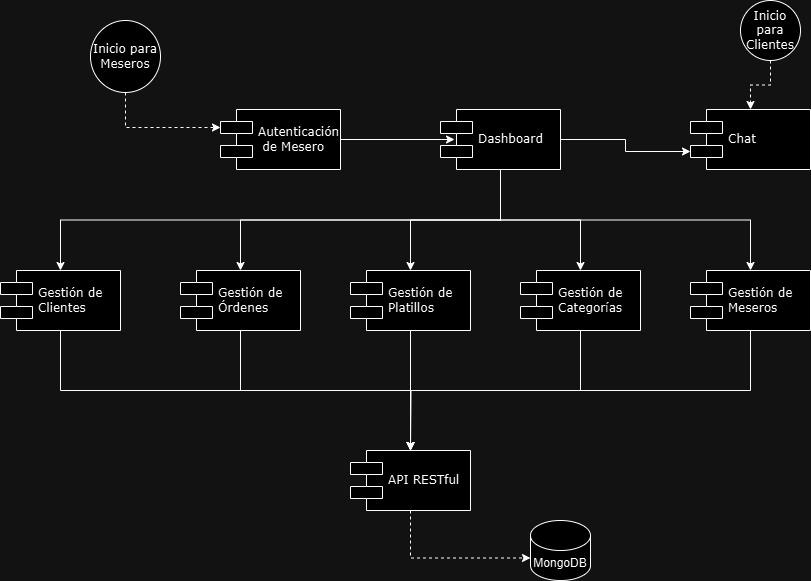 Inicio para
Meseros
Inicio
para
Clientes
Autenticación
de Mesero
Dashboard
Chat
Gestión de
Clientes
Gestión de
Órdenes
Gestión de
Platillos
Gestión de
Categorías
Gestión de
Meseros
API RESTful
MongoDB